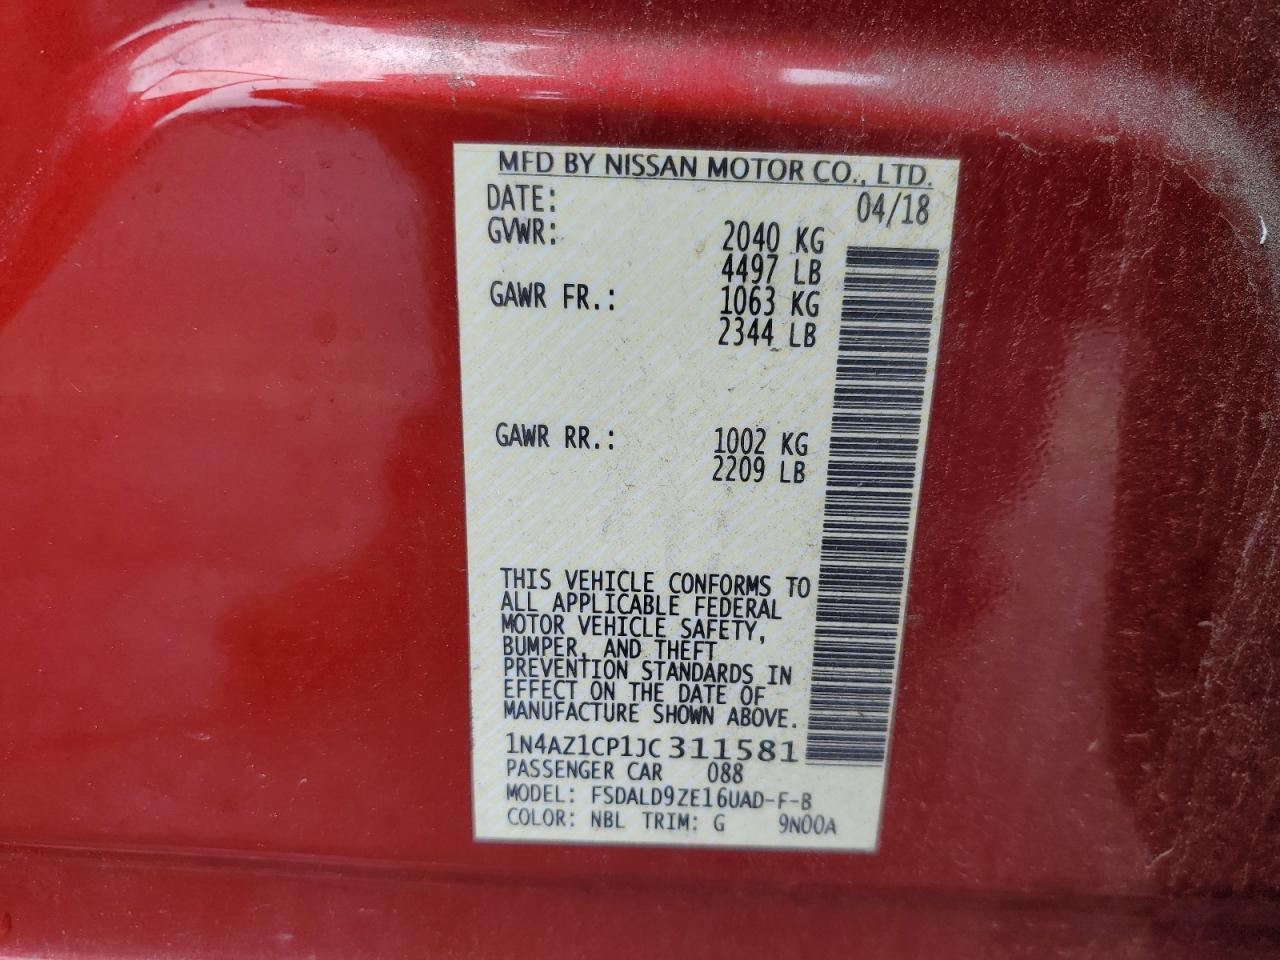 MFD BY NISSAN MOTOR CO., LTD.
DATE: 04/18
GVWR: 2040 KG
4497 LB
GAWR FR.: 1063 KG
2344 LB
GAWR RR.: 1002 KG
2209 LB
THIS VEHICLE CONFORMS TO
ALL APPLICABLE FEDERAL
MOTOR VEHICLE SAFETY,
BUMPER, AND THEFT
PREVENTION STANDARDS IN
EFFECT ON THE DATE OF
MANUFACTURE SHOWN ABOVE.
1N4AZ1CP1JC311581
PASSENGER CAR 088
MODEL: FSDALD9ZE16UAD-F-B
COLOR: NBL TRIM: G 9N00A